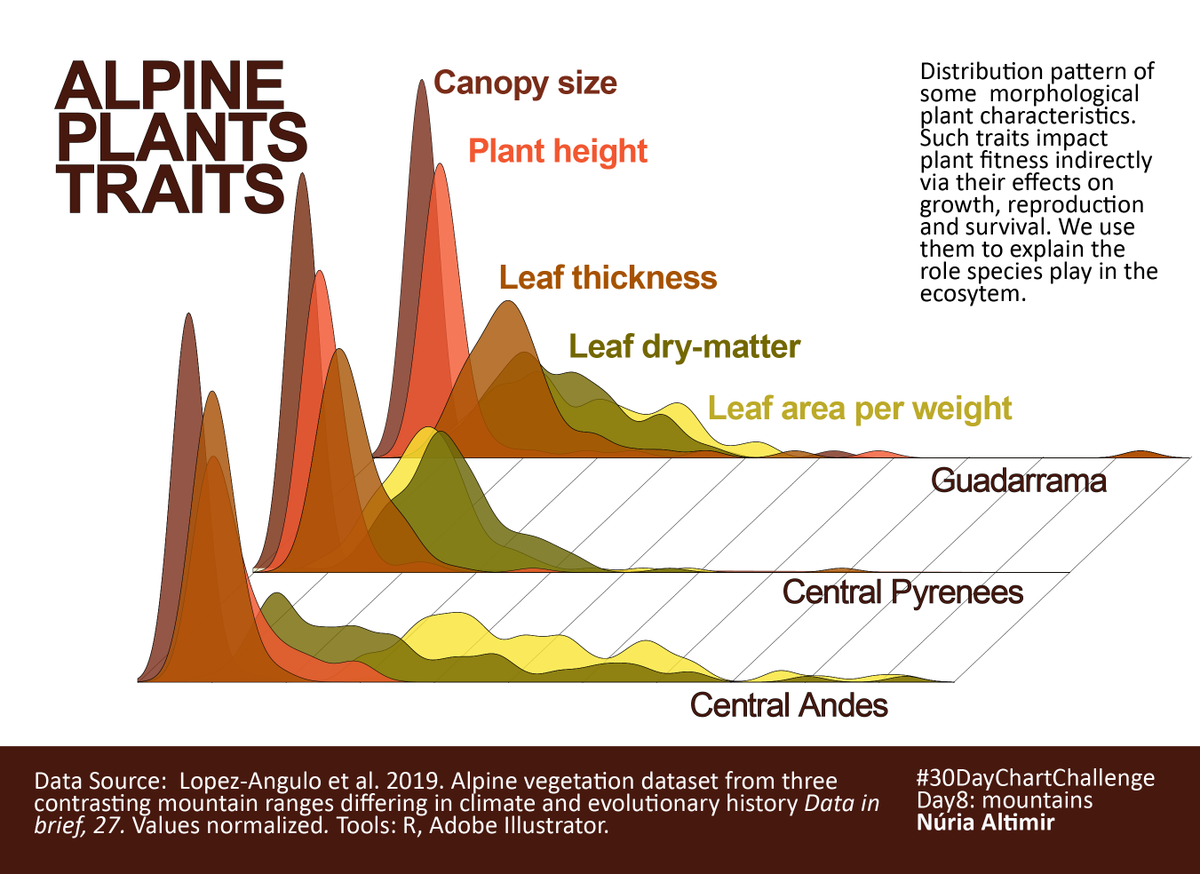 ALPINE
PLANTS
TRAITS
Canopy size
Plant height
Leaf thickness
Leaf dry-matter
Leaf area per weight
Distribution pattern of
some morphological
plant characteristics.
Such traits impact
plant fitness indirectly
via their effects on
growth, reproduction
and survival. We use
them to explain the
role species play in the
ecosytem.
Guadarrama
Central Pyrenees
Central Andes
Data Source: Lopez-Angulo et al. 2019. Alpine vegetation dataset from three
contrasting mountain ranges differing in climate and evolutionary history Data in
brief, 27. Values normalized. Tools: R, Adobe Illustrator.
#30DayChartChallenge
Day8: mountains
Núria Altimir